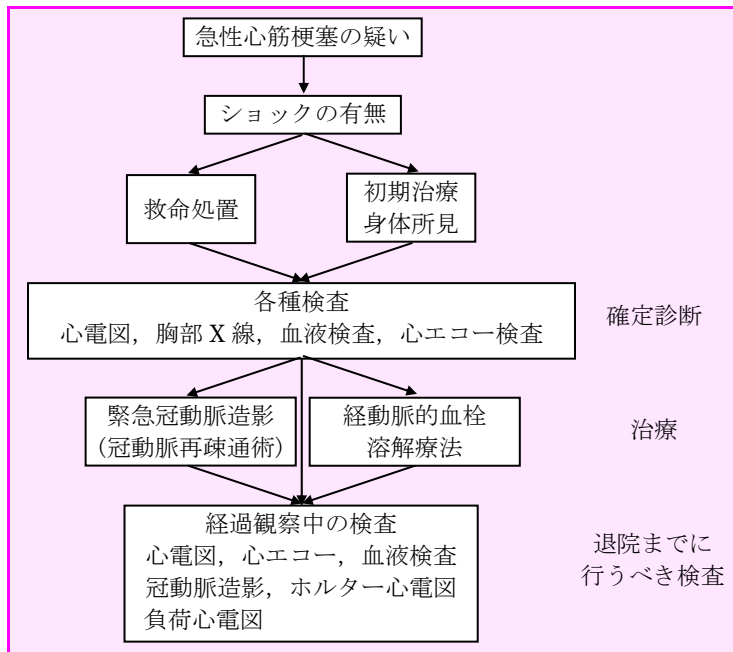 急性心筋梗塞の疑い
ショックの有無
救命処置
初期治療
身体所見
各種検査
心電図，胸部 X 線，血液検査，心エコー検査
確定診断
緊急冠動脈造影
（冠動脈再疎通術）
経動脈的血栓
溶解療法
治療
経過観察中の検査
心電図，心エコー，血液検査
冠動脈造影，ホルター心電図
負荷心電図
退院までに
行うべき検査